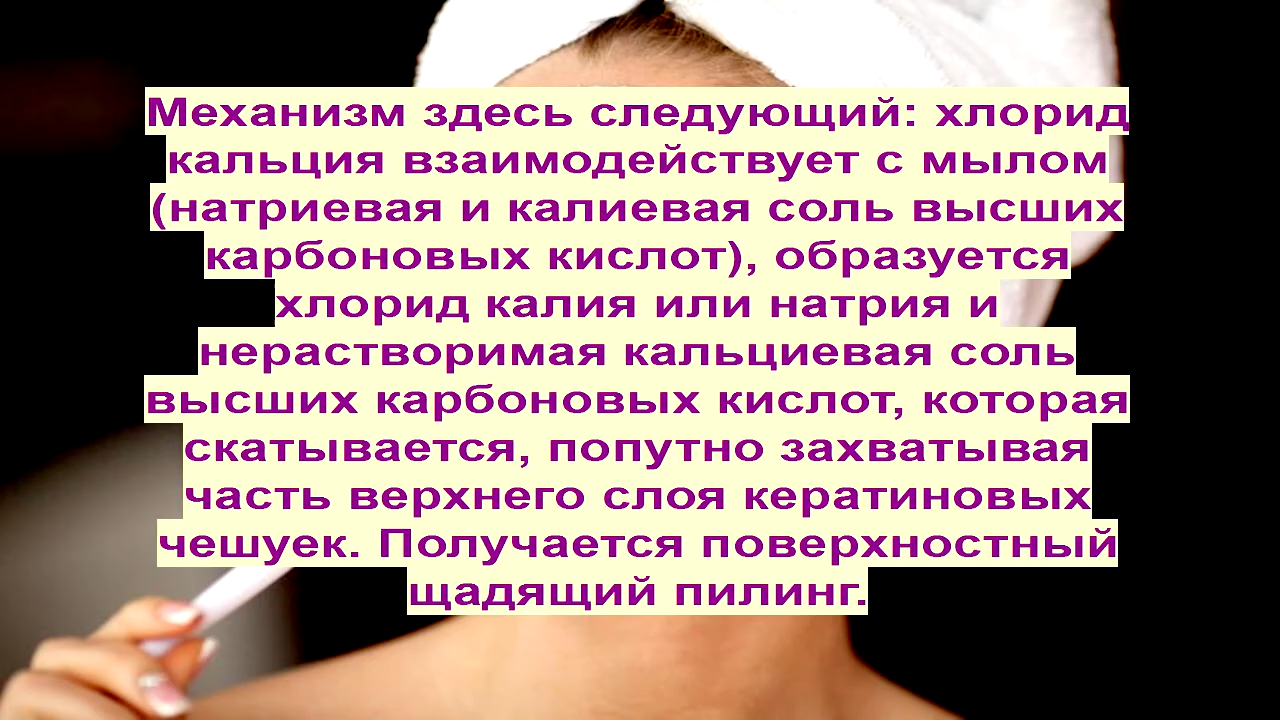 Механизм здесь следующий: хлорид
кальция взаимодействует с мылом
(натриевая и калиевая соль высших
карбоновых кислот), образуется
хлорид калия или натрия и
нерастворимая кальциевая соль
высших карбоновых кислот, которая
скатывается, попутно захватывая
часть верхнего слоя кератиновых
чешуек. Получается поверхностный
щадящий пилинг.